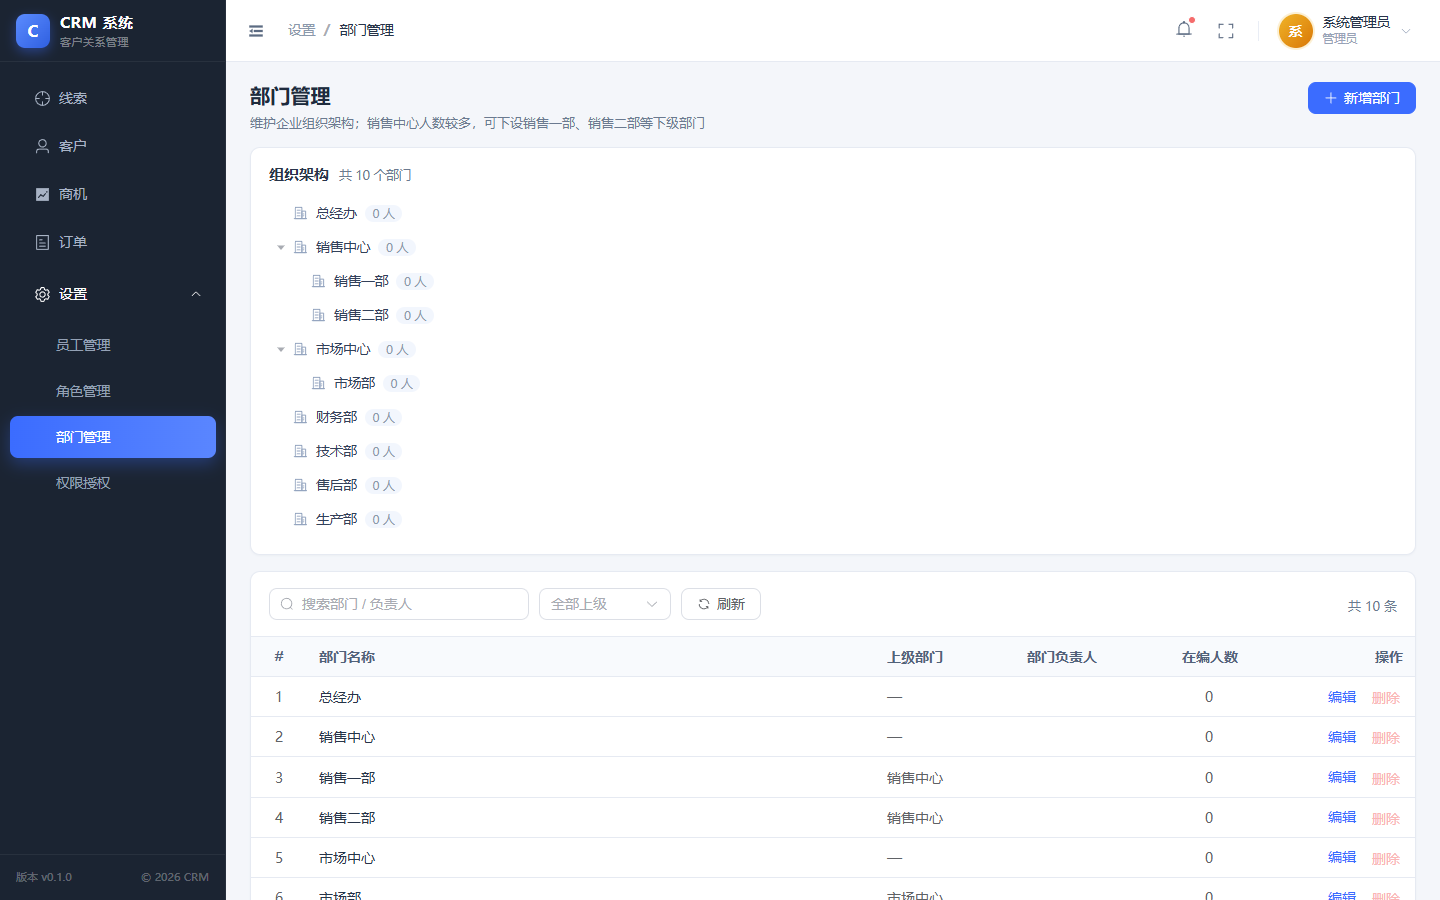 C
CRM 系统
客户关系管理
线索
客户
商机
订单
设置
员工管理
角色管理
部门管理
权限授权
版本 v0.1.0
© 2026 CRM
设置 / 部门管理
系
系统管理员
管理员
部门管理
维护企业组织架构；销售中心人数较多，可下设销售一部、销售二部等下级部门
新增部门
组织架构 共 10 个部门
总经办 0 人
销售中心 0 人
销售一部 0 人
销售二部 0 人
市场中心 0 人
市场部 0 人
财务部 0 人
技术部 0 人
售后部 0 人
生产部 0 人
搜索部门 / 负责人
全部上级
刷新
共 10 条
# 部门名称 上级部门 部门负责人 在编人数 操作
1 总经办 — 0 编辑 删除
2 销售中心 — 0 编辑 删除
3 销售一部 销售中心 0 编辑 删除
4 销售二部 销售中心 0 编辑 删除
5 市场中心 — 0 编辑 删除
6 市场部 市场中心 0 编辑 删除